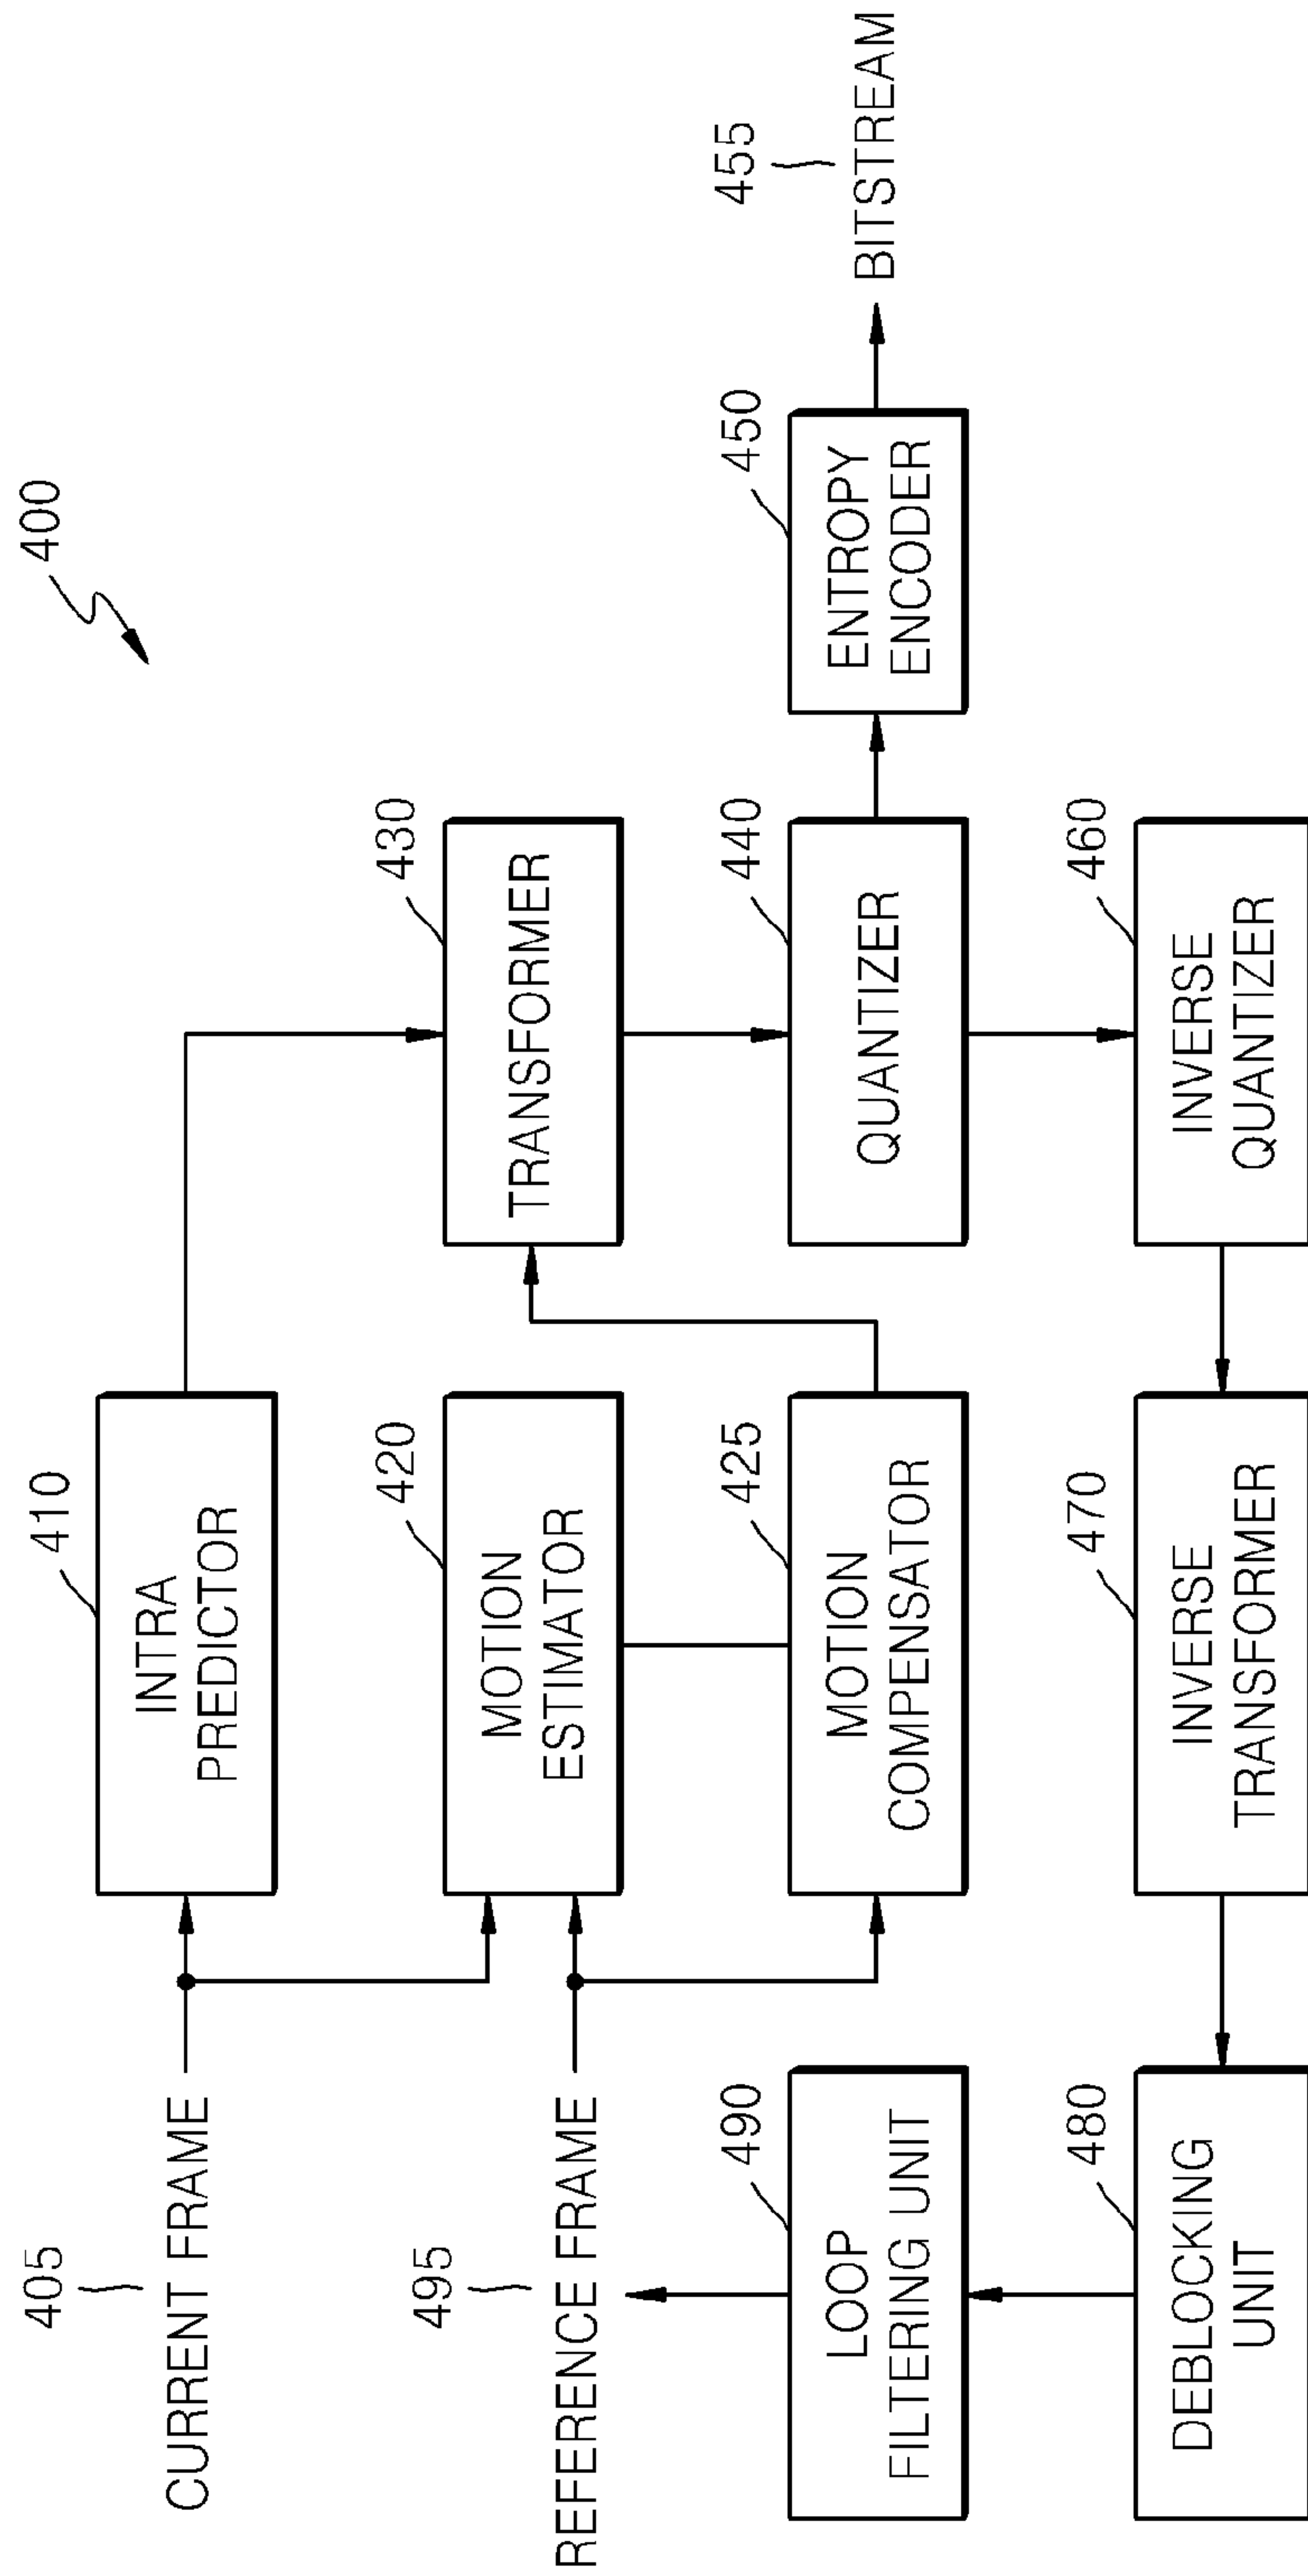 400
405
CURRENT FRAME
410
INTRA
PREDICTOR
495
REFERENCE FRAME
420
MOTION
ESTIMATOR
430
TRANSFORMER
490
LOOP
FILTERING UNIT
425
MOTION
COMPENSATOR
440
QUANTIZER
450
ENTROPY
ENCODER
455
BITSTREAM
480
DEBLOCKING
UNIT
470
INVERSE
TRANSFORMER
460
INVERSE
QUANTIZER